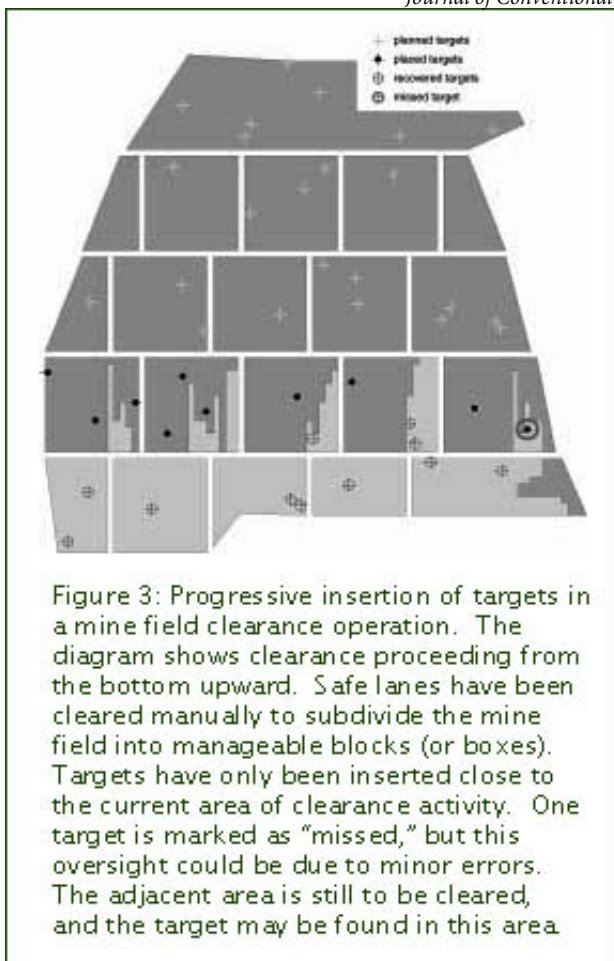 Journal of Conventional
planned targets
placed targets
recovered targets
missed target
Figure 3: Progressive insertion of targets in
a mine field clearance operation. The
diagram shows clearance proceeding from
the bottom upward. Safe lanes have been
cleared manually to subdivide the mine
field into manageable blocks (or boxes).
Targets have only been inserted close to
the current area of clearance activity. One
target is marked as "missed," but this
oversight could be due to minor errors.
The adjacent area is still to be cleared,
and the target may be found in this area.